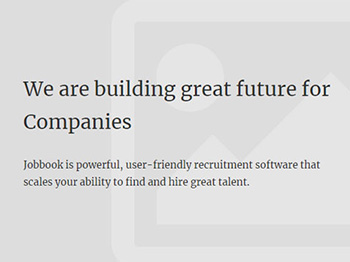 We are building great future for
Companies
Jobbook is powerful, user-friendly recruitment software that
scales your ability to find and hire great talent.